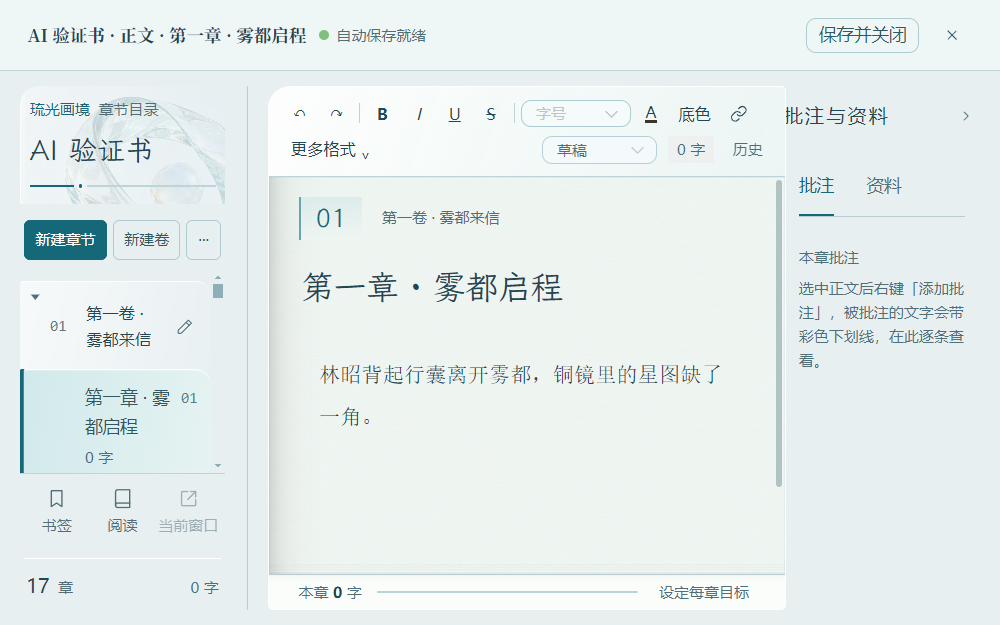 AI 验证书 · 正文 · 第一章 · 雾都启程
自动保存就绪
保存并关闭
×
琉光画境 章节目录
AI 验证书
新建章节
新建卷
...
01
第一卷 ·
雾都来信
第一章 · 雾
都启程
01
0 字
书签
阅读
当前窗口
17 章
0 字
B I U S
字号
A
底色
更多格式
草稿
0 字
历史
01
第一卷 · 雾都来信
第一章 · 雾都启程
林昭背起行囊离开雾都，铜镜里的星图缺了
一角。
本章 0 字
设定每章目标
批注与资料
批注
资料
本章批注
选中正文后右键「添加批
注」，被批注的文字会带
彩色下划线，在此逐条查
看。